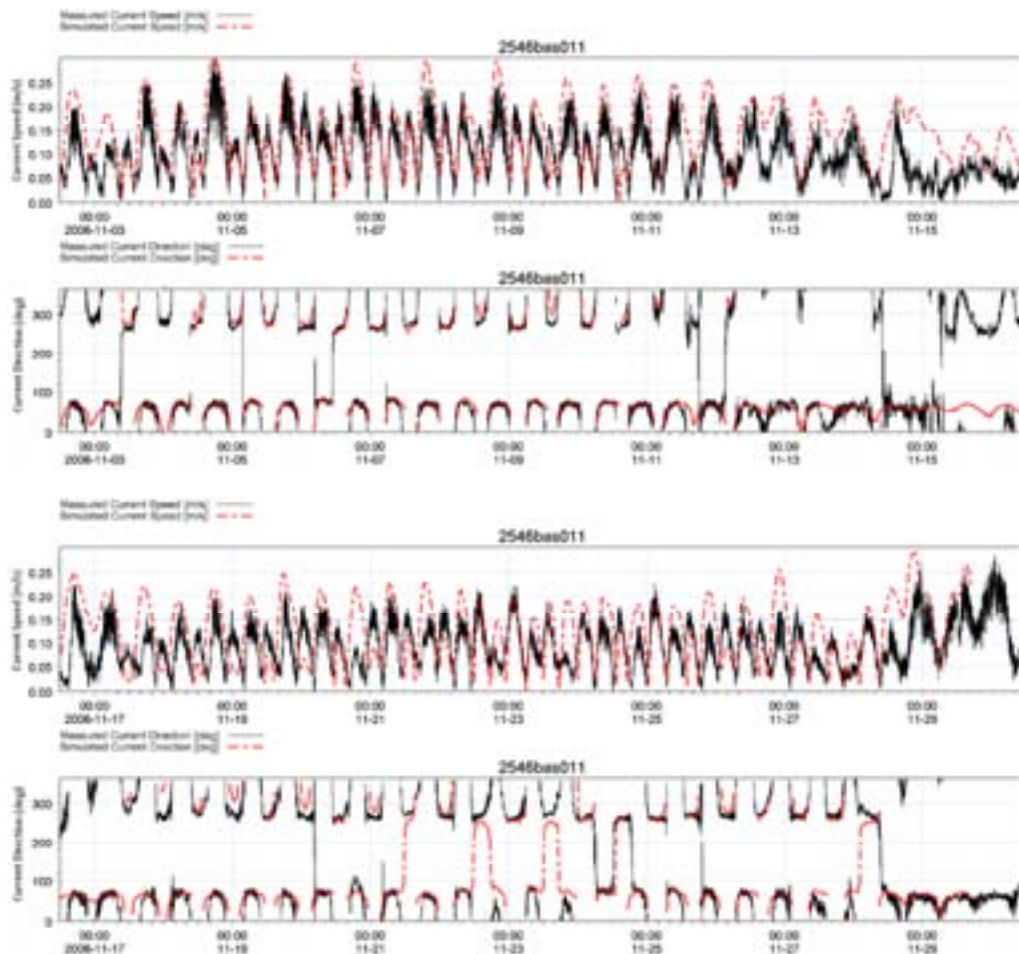 Measured Current Speed [m/s]
Simulated Current Speed [m/s]
2546bas011
Current Speed (m/s)
0.25
0.20
0.15
0.10
0.05
0.00
00:00 00:00 00:00 00:00 00:00 00:00 00:00
2006-11-03 11-05 11-07 11-09 11-11 11-13 11-15
Measured Current Direction [deg]
Simulated Current Direction [deg]
2546bas011
Current Direction (deg)
300
200
100
0
00:00 00:00 00:00 00:00 00:00 00:00 00:00
2006-11-03 11-05 11-07 11-09 11-11 11-13 11-15
Measured Current Speed [m/s]
Simulated Current Speed [m/s]
2546bas011
Current Speed (m/s)
0.25
0.20
0.15
0.10
0.05
0.00
00:00 00:00 00:00 00:00 00:00 00:00 00:00
2006-11-17 11-19 11-21 11-23 11-25 11-27 11-29
Measured Current Direction [deg]
Simulated Current Direction [deg]
2546bas011
Current Direction (deg)
300
200
100
0
00:00 00:00 00:00 00:00 00:00 00:00 00:00
2006-11-17 11-19 11-21 11-23 11-25 11-27 11-29